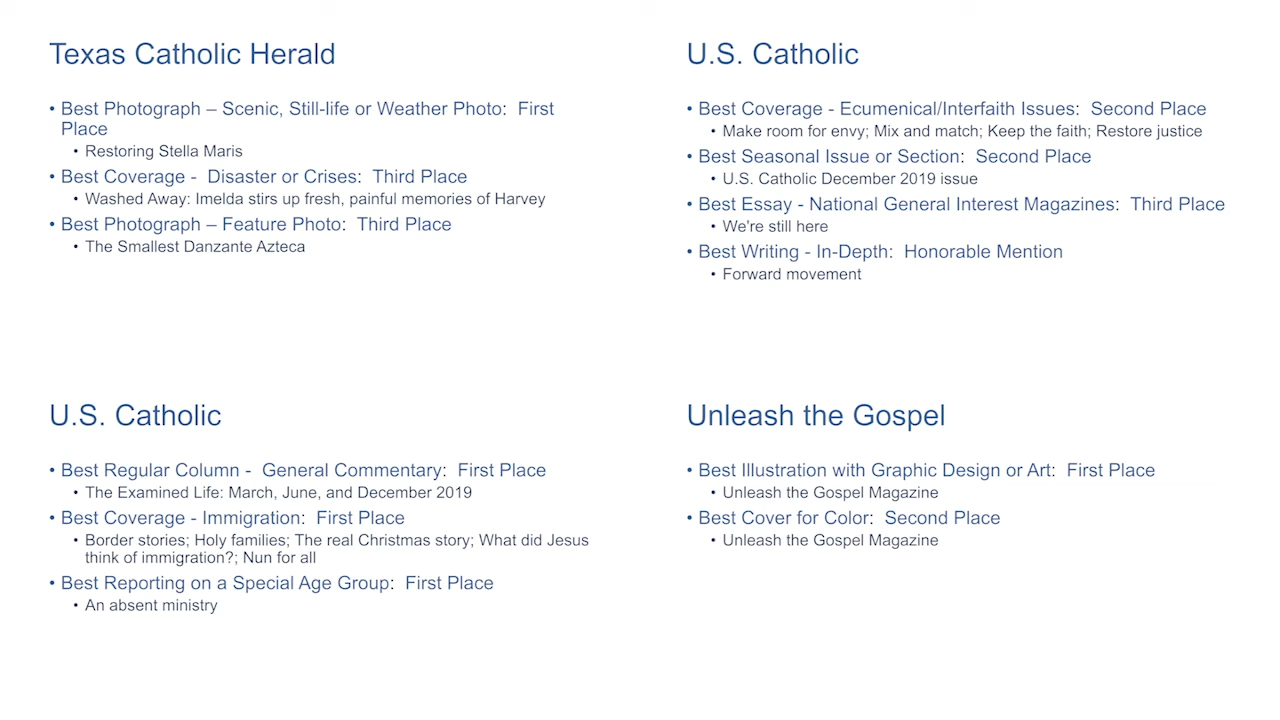 Texas Catholic Herald
• Best Photograph – Scenic, Still-life or Weather Photo:  First
Place
• Restoring Stella Maris
• Best Coverage -  Disaster or Crises:  Third Place
• Washed Away: Imelda stirs up fresh, painful memories of Harvey
• Best Photograph – Feature Photo:  Third Place
• The Smallest Danzante Azteca
U.S. Catholic
• Best Coverage - Ecumenical/Interfaith Issues:  Second Place
• Make room for envy; Mix and match; Keep the faith; Restore justice
• Best Seasonal Issue or Section:  Second Place
• U.S. Catholic December 2019 issue
• Best Essay - National General Interest Magazines:  Third Place
• We're still here
• Best Writing - In-Depth:  Honorable Mention
• Forward movement
U.S. Catholic
• Best Regular Column -  General Commentary:  First Place
• The Examined Life: March, June, and December 2019
• Best Coverage - Immigration:  First Place
• Border stories; Holy families; The real Christmas story; What did Jesus
think of immigration?; Nun for all
• Best Reporting on a Special Age Group:  First Place
• An absent ministry
Unleash the Gospel
• Best Illustration with Graphic Design or Art:  First Place
• Unleash the Gospel Magazine
• Best Cover for Color:  Second Place
• Unleash the Gospel Magazine